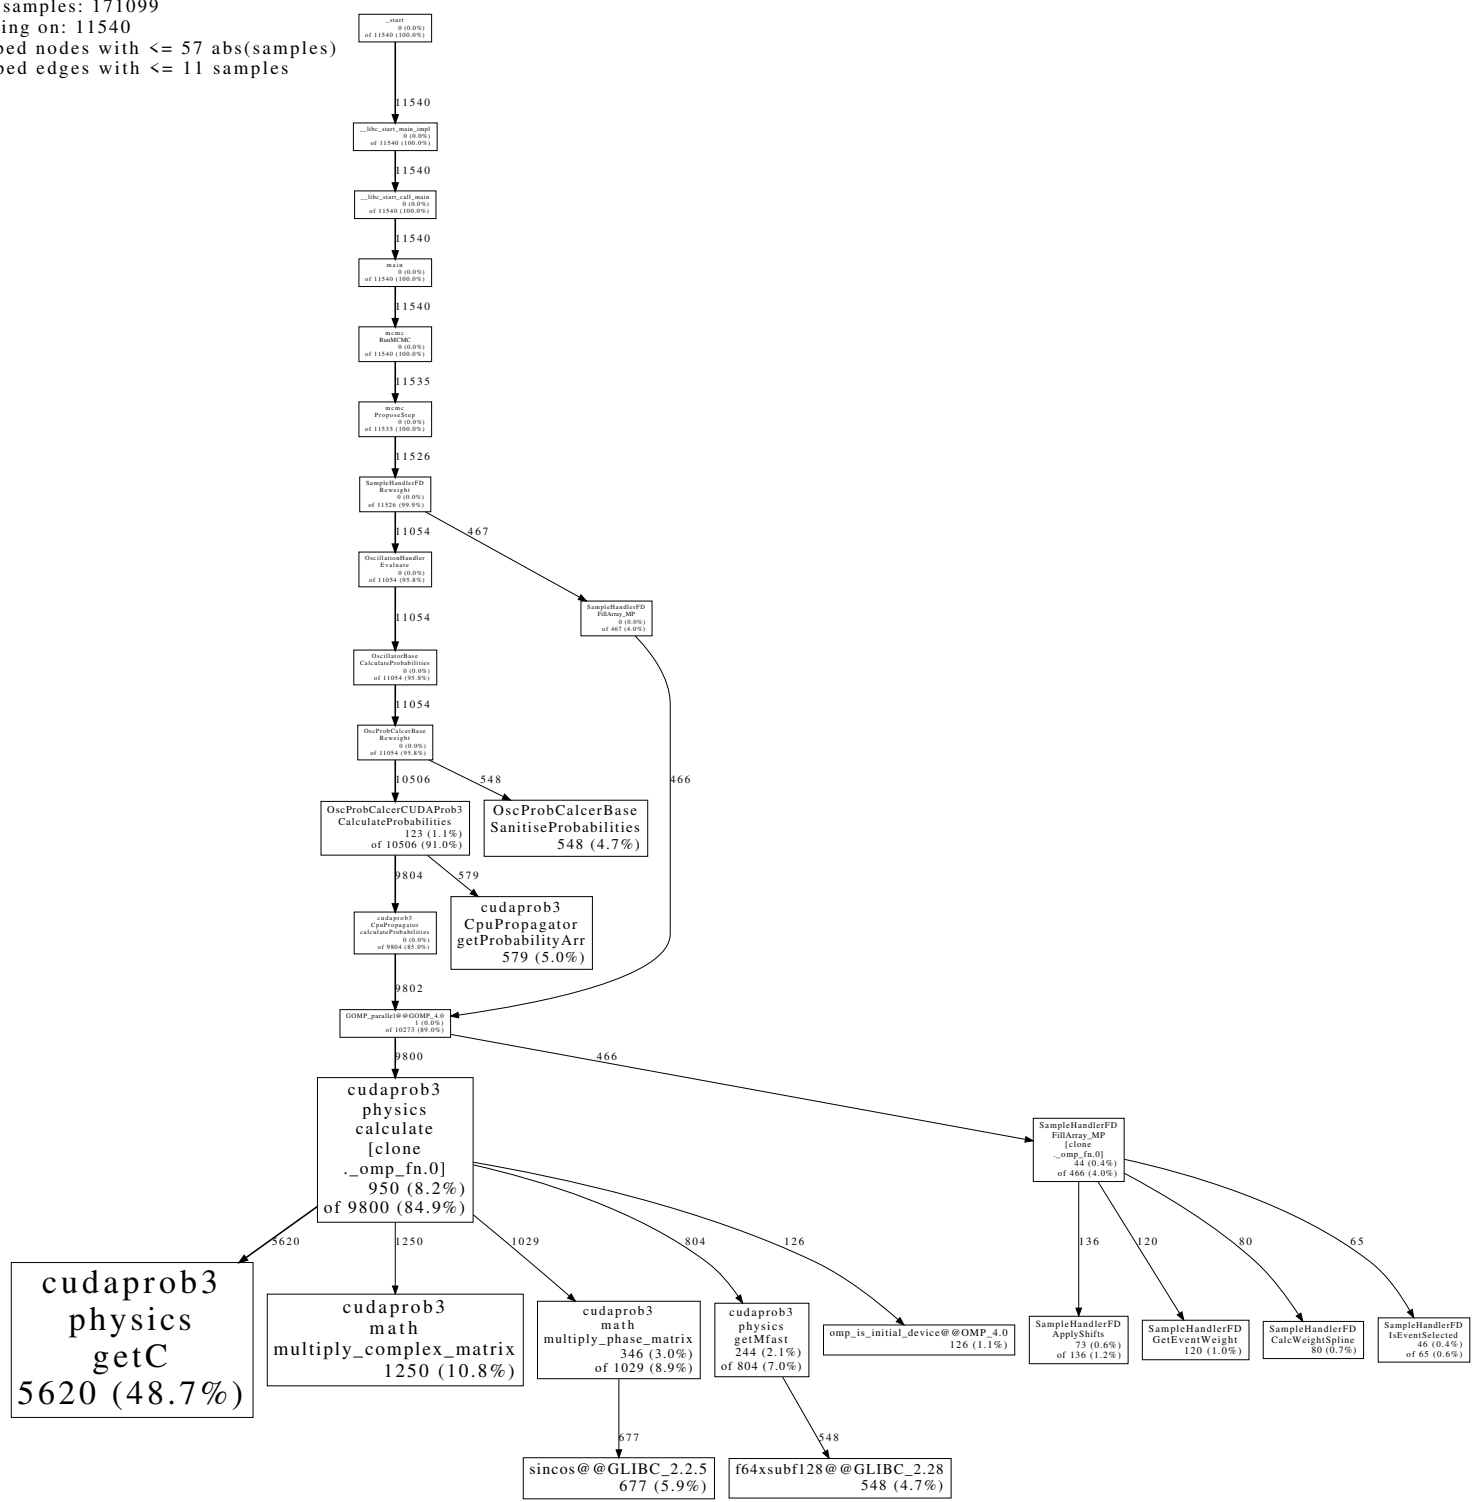 samples: 171099
ing on: 11540
ped nodes with <= 57 abs(samples)
ped edges with <= 11 samples
_start
0 (0.0%)
of 11540 (100.0%)
11540
__libc_start_main_impl
0 (0.0%)
of 11540 (100.0%)
11540
__libc_start_call_main
0 (0.0%)
of 11540 (100.0%)
11540
main
0 (0.0%)
of 11540 (100.0%)
11540
mcmc
RunMCMC
0 (0.0%)
of 11540 (100.0%)
11535
mcmc
ProposeStep
0 (0.0%)
of 11535 (100.0%)
11526
SampleHandlerFD
Reweight
0 (0.0%)
of 11526 (99.9%)
11054
467
OscillationHandler
Evaluate
0 (0.0%)
of 11054 (95.8%)
SampleHandlerFD
FillArray_MP
0 (0.0%)
of 467 (4.0%)
11054
OscillatorBase
CalculateProbabilities
0 (0.0%)
of 11054 (95.8%)
11054
OscProbCalcerBase
Reweight
0 (0.0%)
of 11054 (95.8%)
10506
548
466
OscProbCalcerCUDAProb3
CalculateProbabilities
123 (1.1%)
of 10506 (91.0%)
OscProbCalcerBase
SanitiseProbabilities
548 (4.7%)
9804
579
cudaprob3
CpuPropagator
calculateProbabilities
0 (0.0%)
of 9804 (85.0%)
cudaprob3
CpuPropagator
getProbabilityArr
579 (5.0%)
9802
GOMP_parallel@@GOMP_4.0
1 (0.0%)
of 10273 (89.0%)
9800
466
cudaprob3
physics
calculate
[clone
._omp_fn.0]
950 (8.2%)
of 9800 (84.9%)
SampleHandlerFD
FillArray_MP
[clone
._omp_fn.0]
44 (0.4%)
of 466 (4.0%)
5620
1250
1029
804
126
136
120
80
65
cudaprob3
physics
getC
5620 (48.7%)
cudaprob3
math
multiply_complex_matrix
1250 (10.8%)
cudaprob3
math
multiply_phase_matrix
346 (3.0%)
of 1029 (8.9%)
cudaprob3
physics
getMfast
244 (2.1%)
of 804 (7.0%)
omp_is_initial_device@@OMP_4.0
126 (1.1%)
SampleHandlerFD
ApplyShifts
73 (0.6%)
of 136 (1.2%)
SampleHandlerFD
GetEventWeight
120 (1.0%)
SampleHandlerFD
CalcWeightSpline
80 (0.7%)
SampleHandlerFD
IsEventSelected
46 (0.4%)
of 65 (0.6%)
677
548
sincos@@GLIBC_2.2.5
677 (5.9%)
f64xsubf128@@GLIBC_2.28
548 (4.7%)